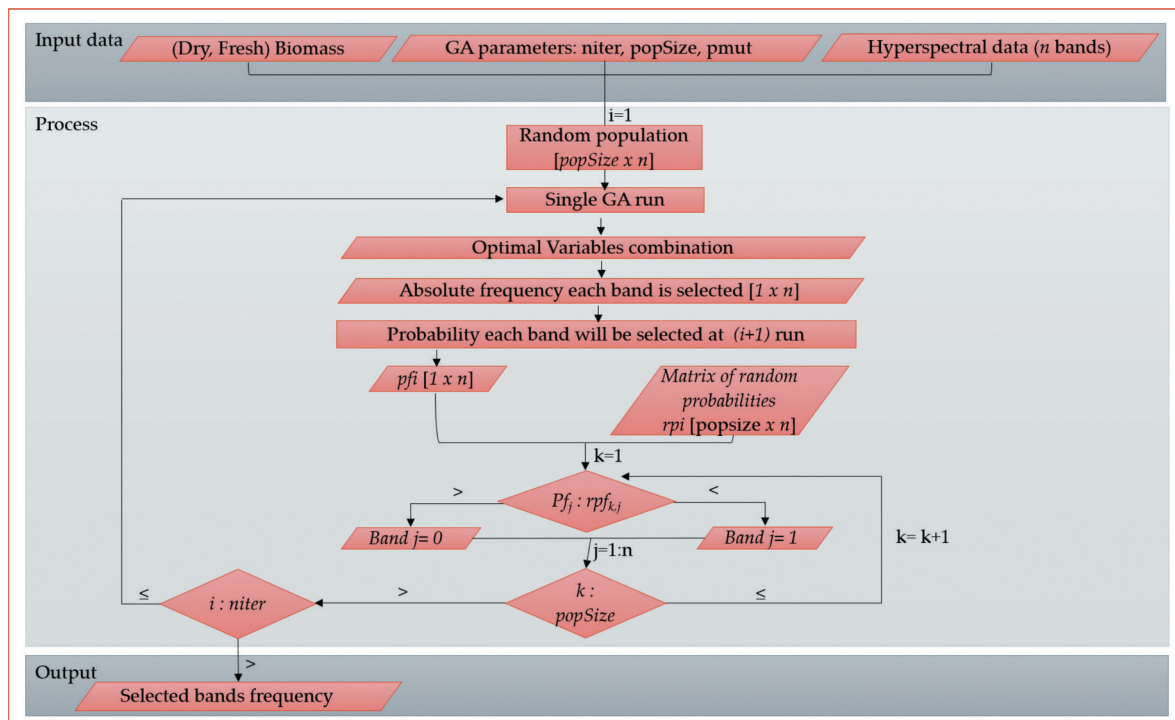 Input data
(Dry, Fresh) Biomass
GA parameters: niter, popSize, pmut
Hyperspectral data (n bands)
i=1
Process
Random population
[popSize x n]
Single GA run
Optimal Variables combination
Absolute frequency each band is selected [1 x n]
Probability each band will be selected at (i+1) run
pfi [1 x n]
Matrix of random
probabilities
rpi [popsize x n]
k=1
>
Pfj : rpfk,j
<
Band j= 0
Band j= 1
k= k+1
j=1:n
≤
i : niter
>
k :
popSize
≤
>
Output
Selected bands frequency